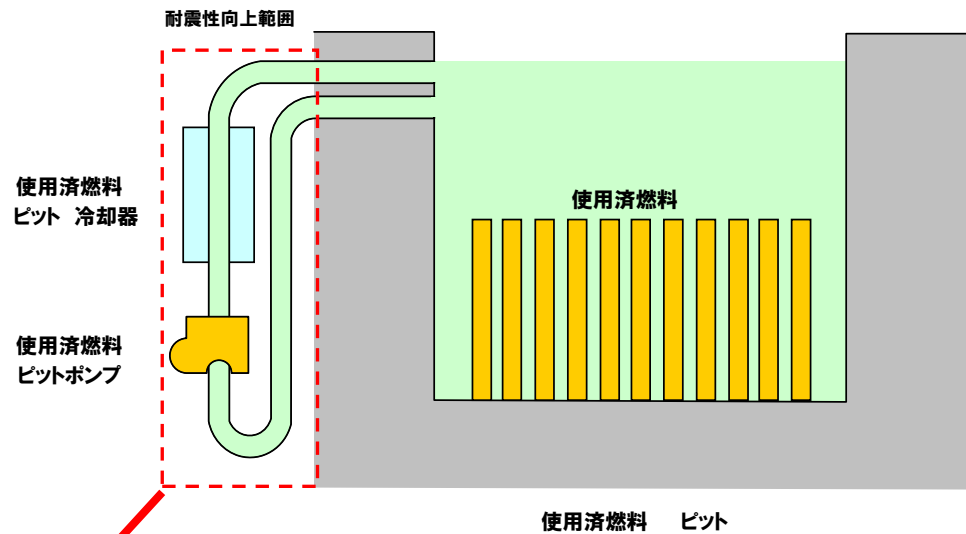 耐震性向上範囲
使用済燃料
ピット 冷却器
使用済燃料
使用済燃料
ピットポンプ
使用済燃料 ピット